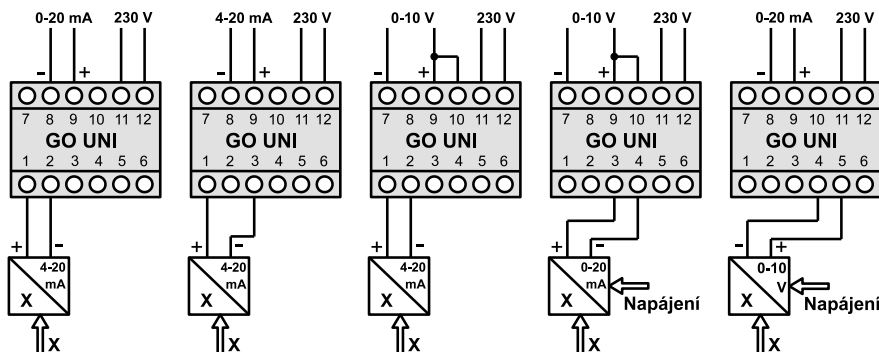 0-20 mA 230 V 4-20 mA 230 V 0-10 V 230 V 0-10 V 230 V 0-20 mA 230 V
- + - + - + - + - +
7 8 9 10 11 12 7 8 9 10 11 12 7 8 9 10 11 12 7 8 9 10 11 12 7 8 9 10 11 12
GO UNI GO UNI GO UNI GO UNI GO UNI
1 2 3 4 5 6 1 2 3 4 5 6 1 2 3 4 5 6 1 2 3 4 5 6 1 2 3 4 5 6
+ - + - + - + - - +
4-20 4-20 4-20 0-20 0-10
X mA X mA X mA X mA X V
Napájení Napájení
X X X X X